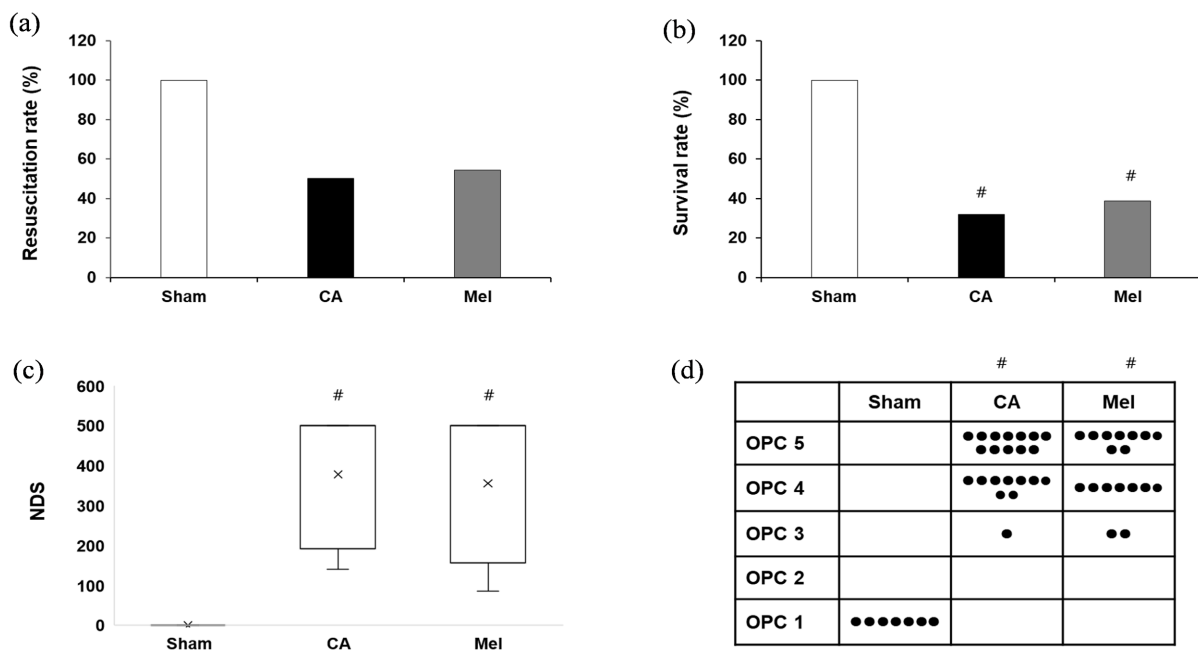 (a)
Resuscitation rate (%)
120
100
80
60
40
20
0
Sham CA Mel
(b)
Survival rate (%)
120
100
80
60
40
20
0
# #
Sham CA Mel
(c)
NDS
600
500
400
300
200
100
0
# #
Sham CA Mel
(d)
# #
Sham CA Mel
OPC 5
OPC 4
OPC 3
OPC 2
OPC 1